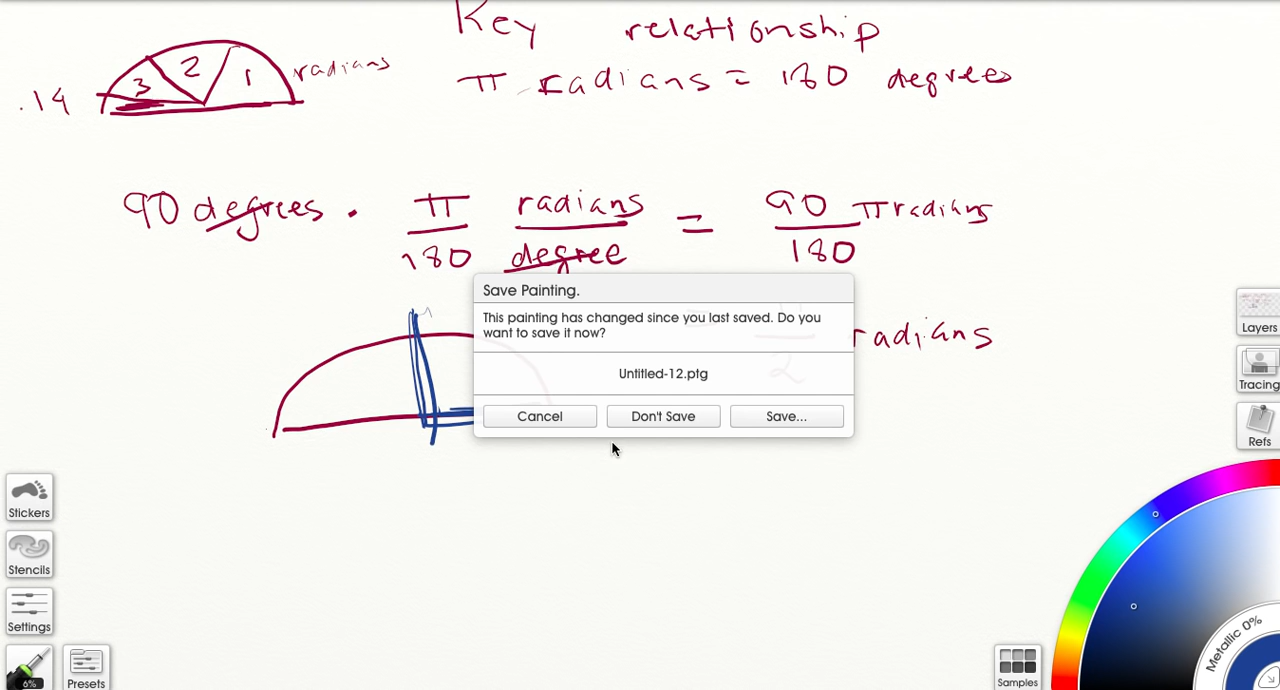 Key relationship
π radians = 180 degrees
3 2 1 radians
.14
90 degrees · π/180 radians/degree = 90/180 π radians
radians
2
Save Painting.
This painting has changed since you last saved. Do you
want to save it now?
Untitled-12.ptg
Cancel Don't Save Save...
Layers
Tracing
Refs
Stickers
Stencils
Settings
6%
Presets
Samples
Metallic 0%